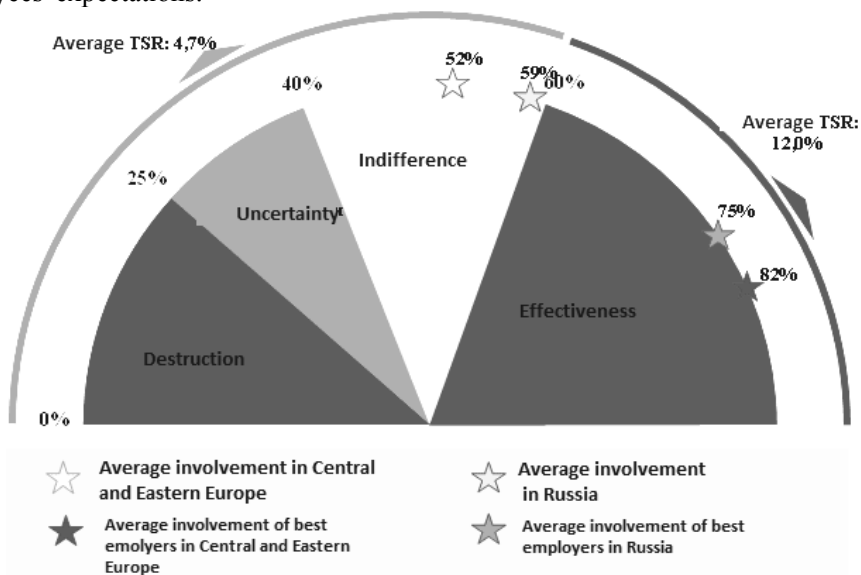 yees expectations.
Average TSR: 4,7%
52%
59%
60%
40%
Average TSR:
12,0%
Indifference
25%
75%
Uncertainty
82%
Effectiveness
Destruction
0%
Average involvement in Central
and Eastern Europe
Average involvement
in Russia
Average involvement of best
emolyers in Central and Eastern
Europe
Average involvement of best
employers in Russia